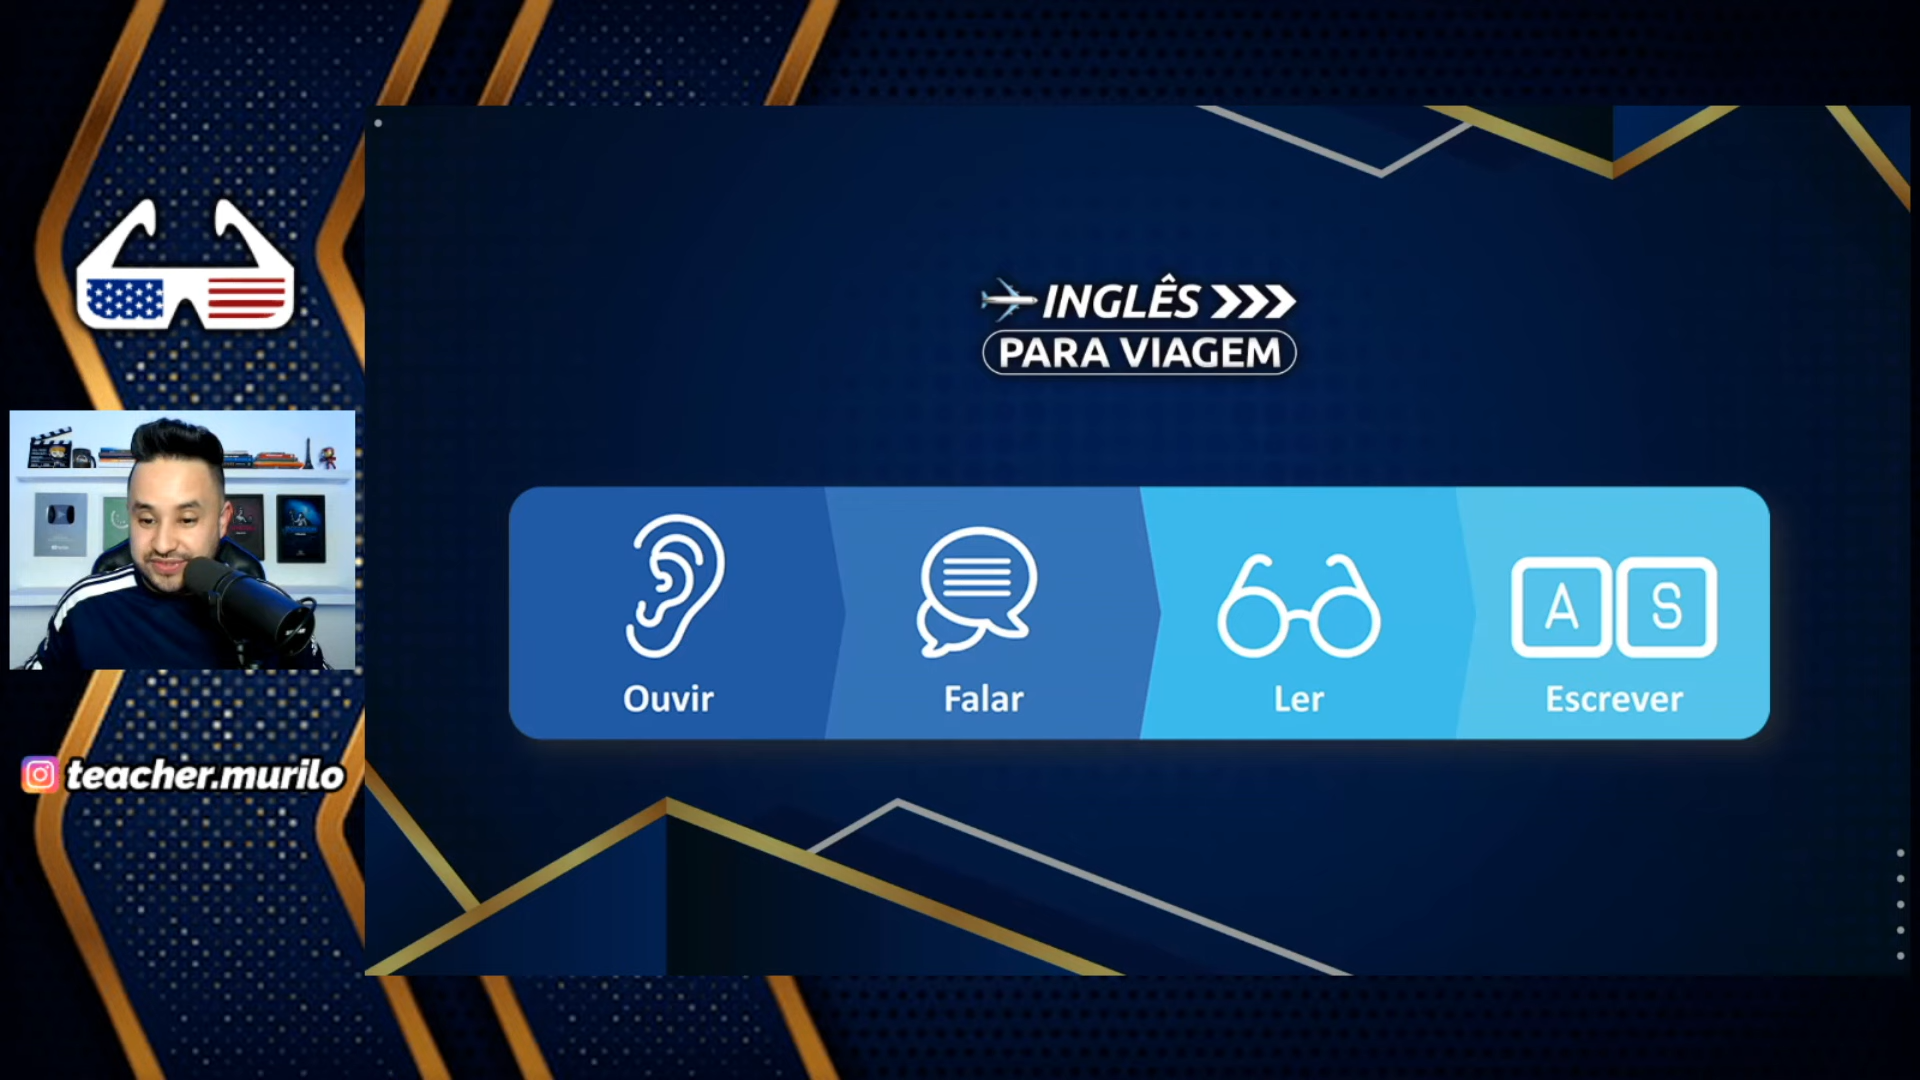 INGLÊS
PARA VIAGEM
A S
Ouvir
Falar
Ler
Escrever
teacher.murilo